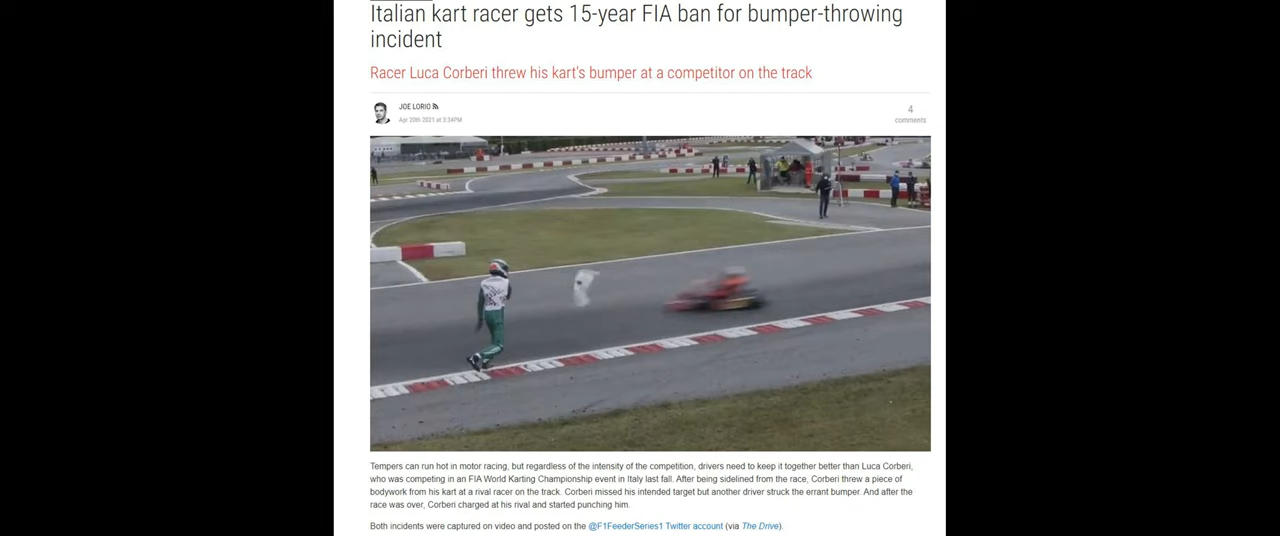 Italian kart racer gets 15-year FIA ban for bumper-throwing
incident
Racer Luca Corberi threw his kart's bumper at a competitor on the track
JOE LORIO
4
Apr 20th 2021 at 3:34PM
comments
Tempers can run hot in motor racing, but regardless of the intensity of the competition, drivers need to keep it together better than Luca Corberi,
who was competing in an FIA World Karting Championship event in Italy last fall. After being sidelined from the race, Corberi threw a piece of
bodywork from his kart at a rival racer on the track. Corberi missed his intended target but another driver struck the errant bumper. And after the
race was over, Corberi charged at his rival and started punching him.
Both incidents were captured on video and posted on the @F1FeederSeries1 Twitter account (via The Drive).